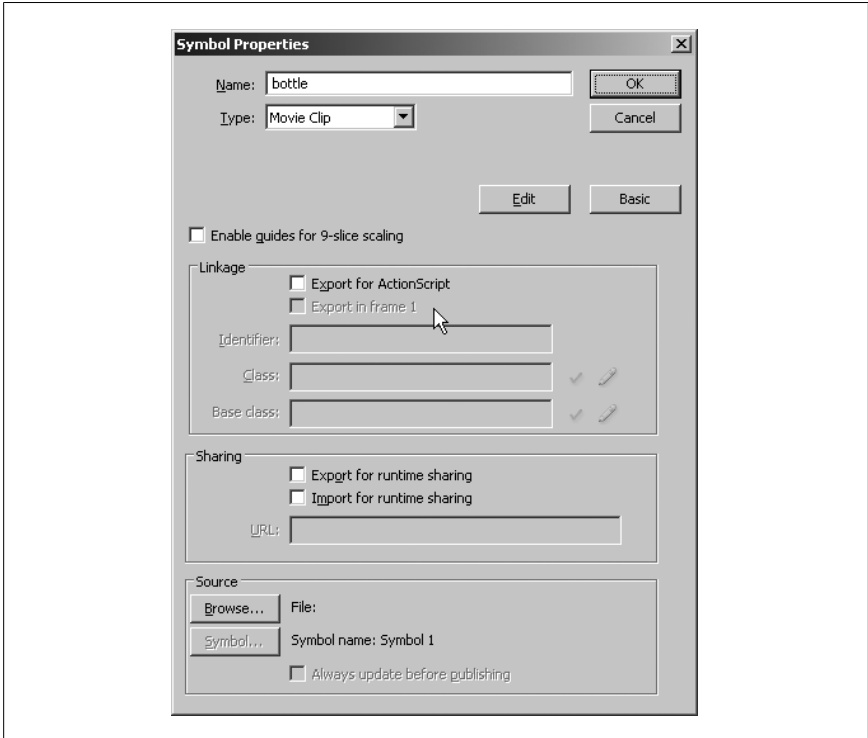 Symbol Properties
Name: bottle
OK
Type: Movie Clip
Cancel
Edit
Basic
Enable guides for 9-slice scaling
Linkage
Export for ActionScript
Export in frame 1
Identifier:
Class:
Base class:
Sharing
Export for runtime sharing
Import for runtime sharing
URL:
Source
Browse...
File:
Symbol...
Symbol name: Symbol 1
Always update before publishing